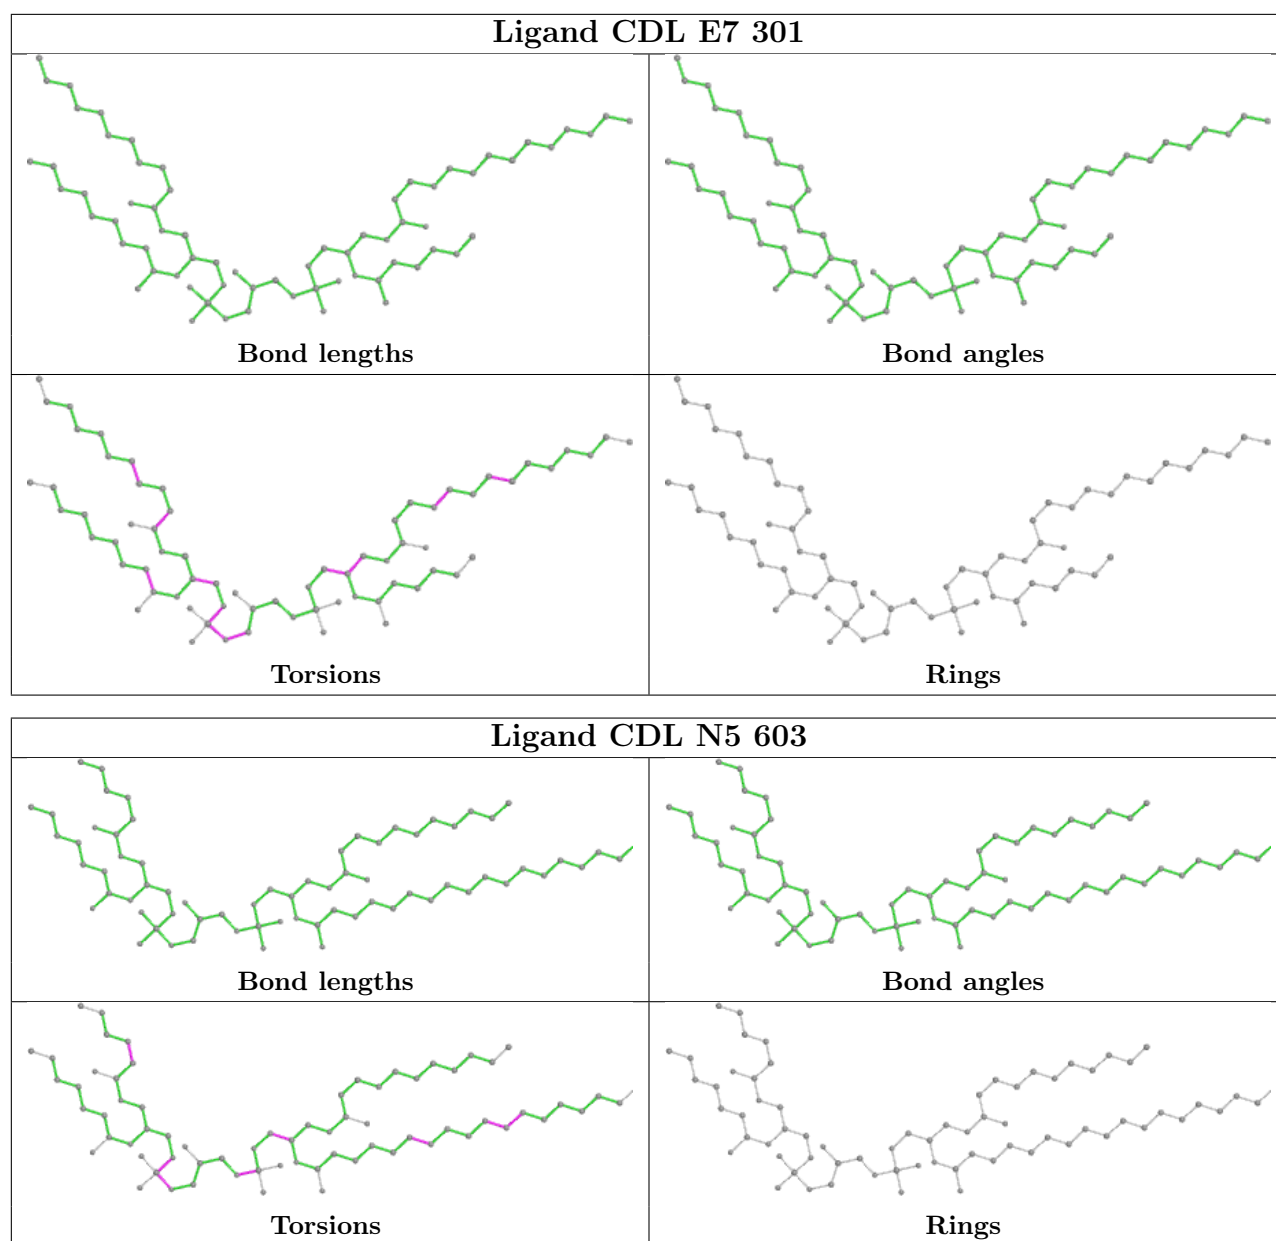 Ligand CDL E7 301
Bond lengths
Bond angles
Torsions
Rings
Ligand CDL N5 603
Bond lengths
Bond angles
Torsions
Rings